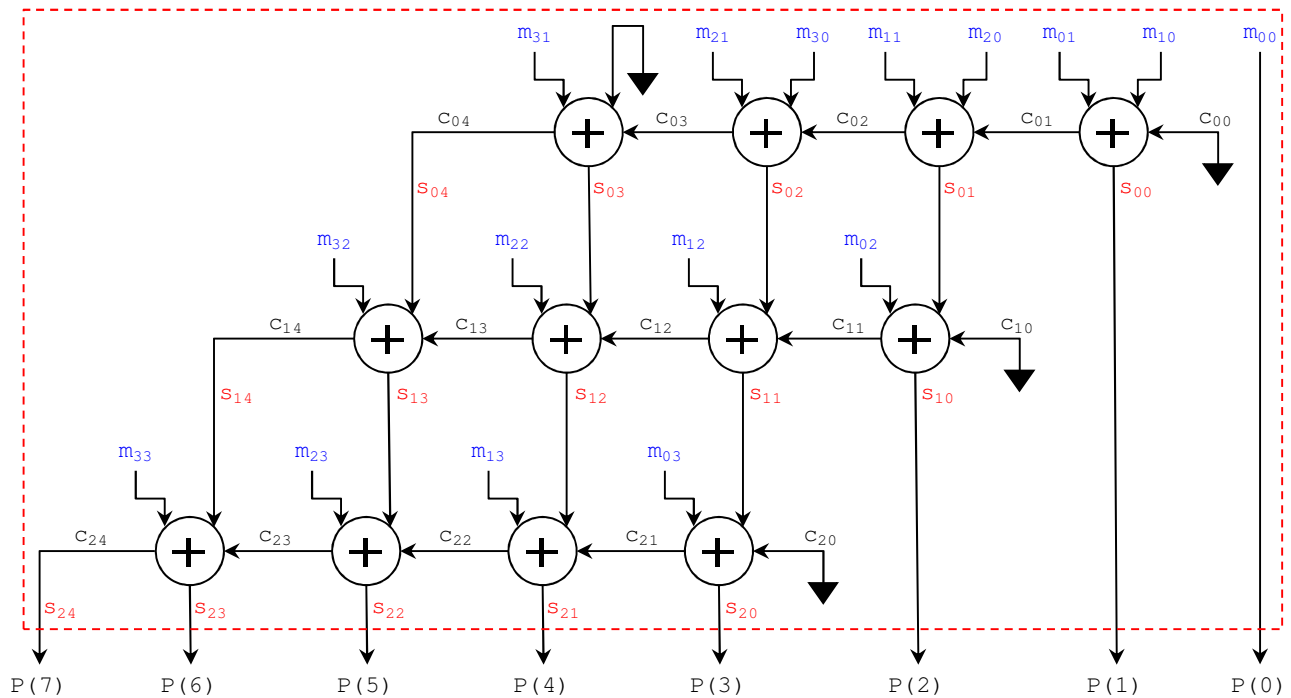 m31 m21 m30 m11 m20 m01 m10 m00
c04 c03 c02 c01 c00
s04 s03 s02 s01 s00
m32 m22 m12 m02
c14 c13 c12 c11 c10
s14 s13 s12 s11 s10
m33 m23 m13 m03
c24 c23 c22 c21 c20
s24 s23 s22 s21 s20
P(7) P(6) P(5) P(4) P(3) P(2) P(1) P(0)